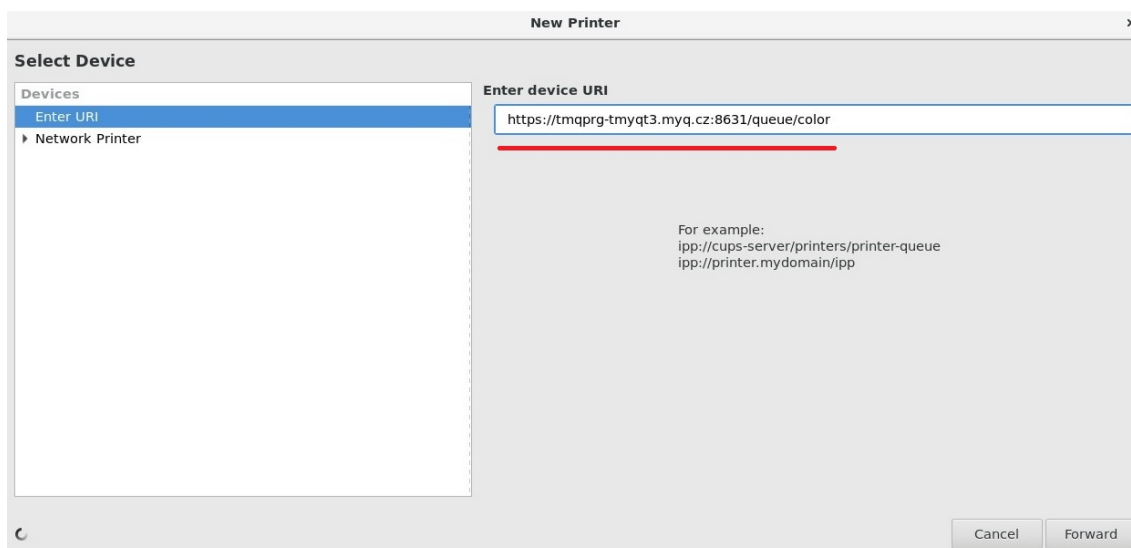 New Printer
Select Device
Devices
Enter URI
Network Printer
Enter device URI
https://tmqprg-tmyqt3.myq.cz:8631/queue/color
For example:
ipp://cups-server/printers/printer-queue
ipp://printer.mydomain/ipp
Cancel
Forward